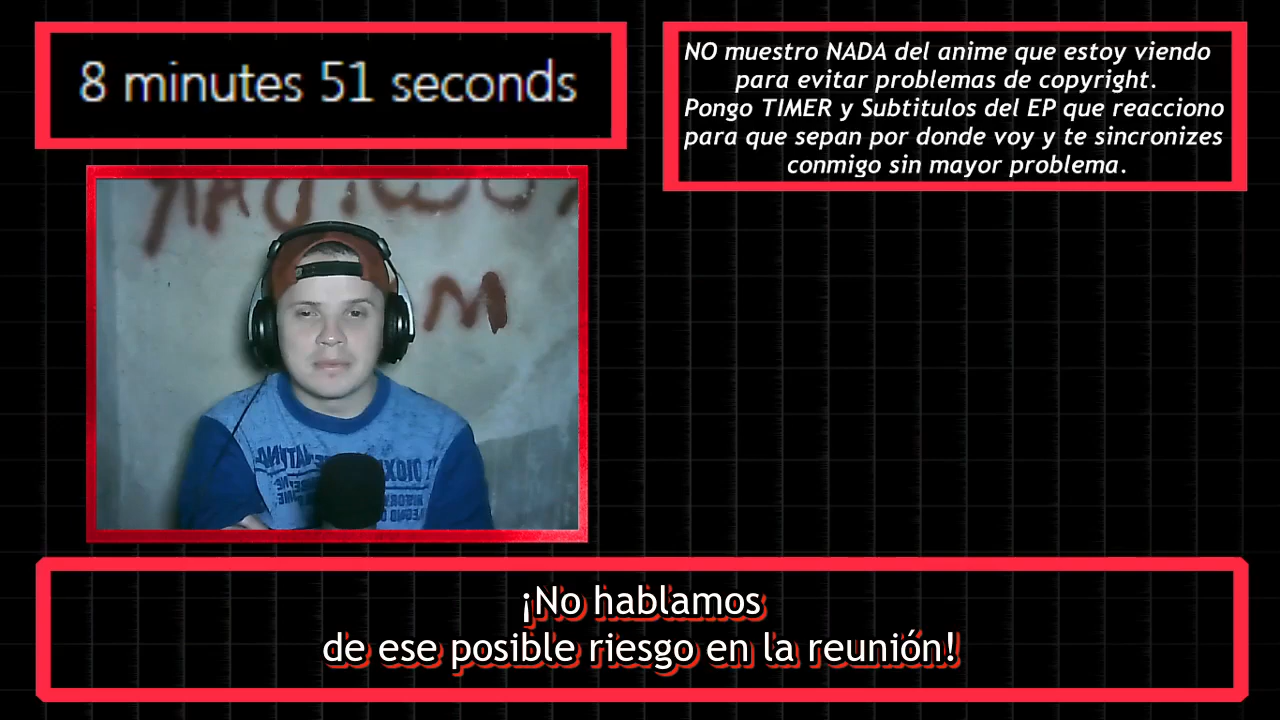 8 minutes 51 seconds
NO muestro NADA del anime que estoy viendo
para evitar problemas de copyright.
Pongo TIMER y Subtitulos del EP que reacciono
para que sepan por donde voy y te sincronizes
conmigo sin mayor problema.
M
¡No hablamos
de ese posible riesgo en la reunión!